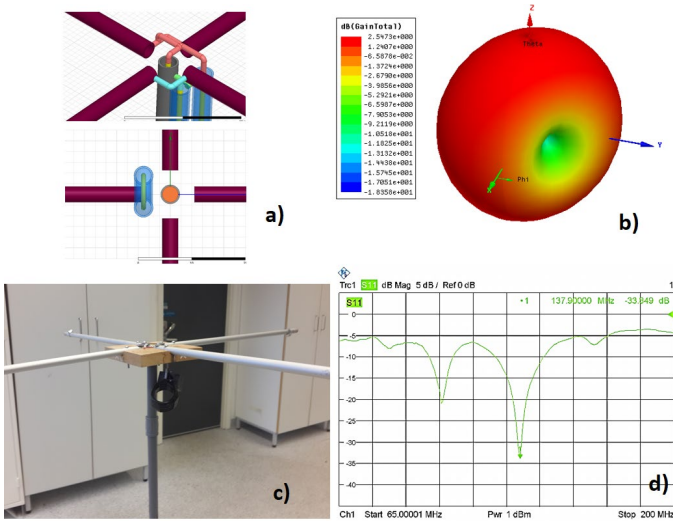 a)
dB(GainTotal)
2.5473e+000
1.2407e+000
-6.5878e-002
-1.3724e+000
-2.6790e+000
-3.9856e+000
-5.2921e+000
-6.5987e+000
-7.9053e+000
-9.2119e+000
-1.0518e+001
-1.1825e+001
-1.3132e+001
-1.4438e+001
-1.5745e+001
-1.7051e+001
-1.8358e+001
Z
Theta
Y
Phi
X
b)
c)
Trc1 S11 dB Mag 5 dB / Ref 0 dB 1
S11
•1 137.90000 MHz -33.849 dB
0
-5
-10
-15
-20
-25
-30
-35
-40
d)
Ch1 Start 65.00001 MHz Pwr 1 dBm Stop 200 MHz